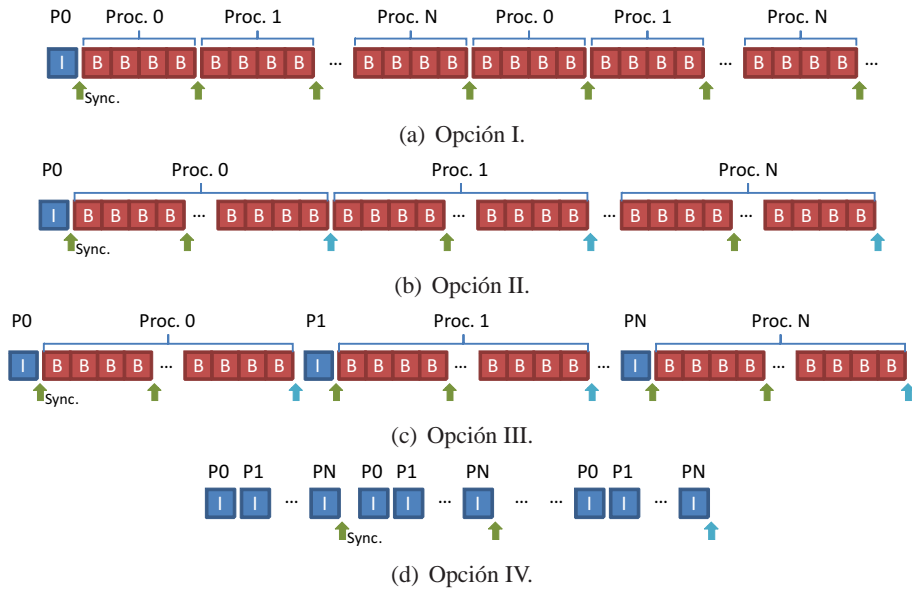 P0 Proc. 0 Proc. 1 Proc. N Proc. 0 Proc. 1 Proc. N
I B B B B B B B B ... B B B B B B B B B B B B ... B B B B ...
Sync.
(a) Opción I.
P0 Proc. 0 Proc. 1 Proc. N
I B B B B ... B B B B B B B B ... B B B B ... B B B B ... B B B B
Sync.
(b) Opción II.
P0 Proc. 0 P1 Proc. 1 PN Proc. N
I B B B B ... B B B B I B B B B ... B B B B ... I B B B B ... B B B B
Sync.
(c) Opción III.
P0 P1 PN P0 P1 PN P0 P1 PN
I I ... I I I ... I ... ... I I ... I
Sync.
(d) Opción IV.